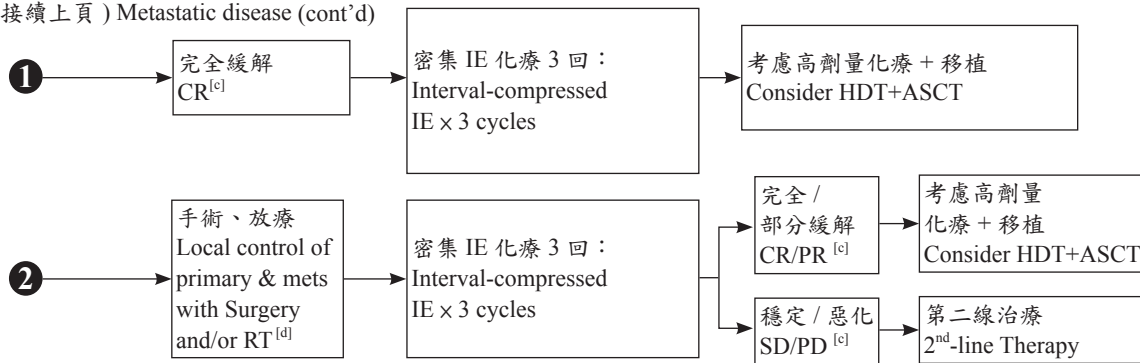 接續上頁 ) Metastatic disease (cont’d)
1
完全緩解
CR[c]
密集 IE 化療 3 回：
Interval-compressed
IE × 3 cycles
考慮高劑量化療 + 移植
Consider HDT+ASCT
2
手術、放療
Local control of
primary & mets
with Surgery
and/or RT [d]
密集 IE 化療 3 回：
Interval-compressed
IE × 3 cycles
完全 /
部分緩解
CR/PR [c]
考慮高劑量
化療 + 移植
Consider HDT+ASCT
穩定 / 惡化
SD/PD [c]
第二線治療
2nd-line Therapy